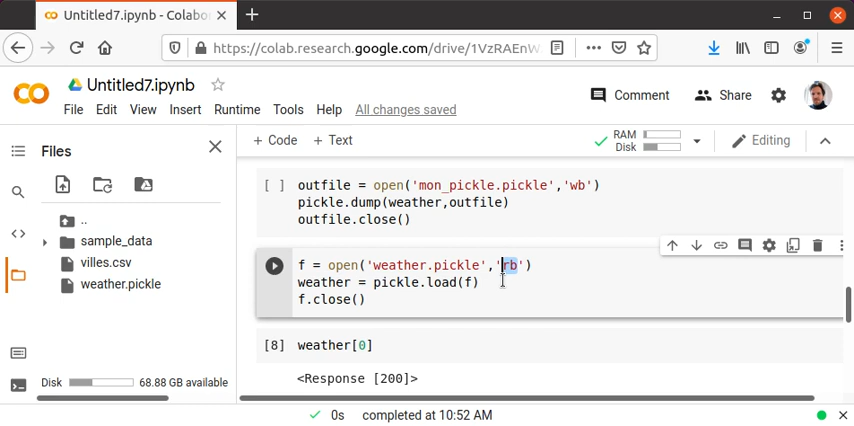 Untitled7.ipynb - Colabo
https://colab.research.google.com/drive/1VzRAEnW
Untitled7.ipynb
File Edit View Insert Runtime Tools Help All changes saved
Comment Share
Files
+ Code + Text
RAM
Disk
Editing
..
sample_data
villes.csv
weather.pickle
[ ] outfile = open('mon_pickle.pickle','wb')
pickle.dump(weather,outfile)
outfile.close()
f = open('weather.pickle','rb')
weather = pickle.load(f)
f.close()
[8] weather[0]
<Response [200]>
Disk 68.88 GB available
0s completed at 10:52 AM